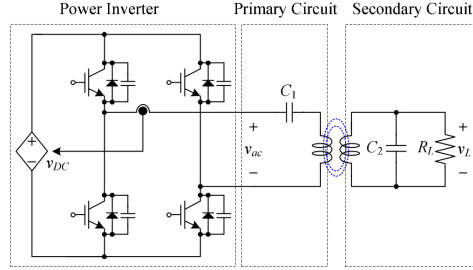 Power Inverter Primary Circuit Secondary Circuit
C1
+ + +
vDC vac C2 RL vL
− − −